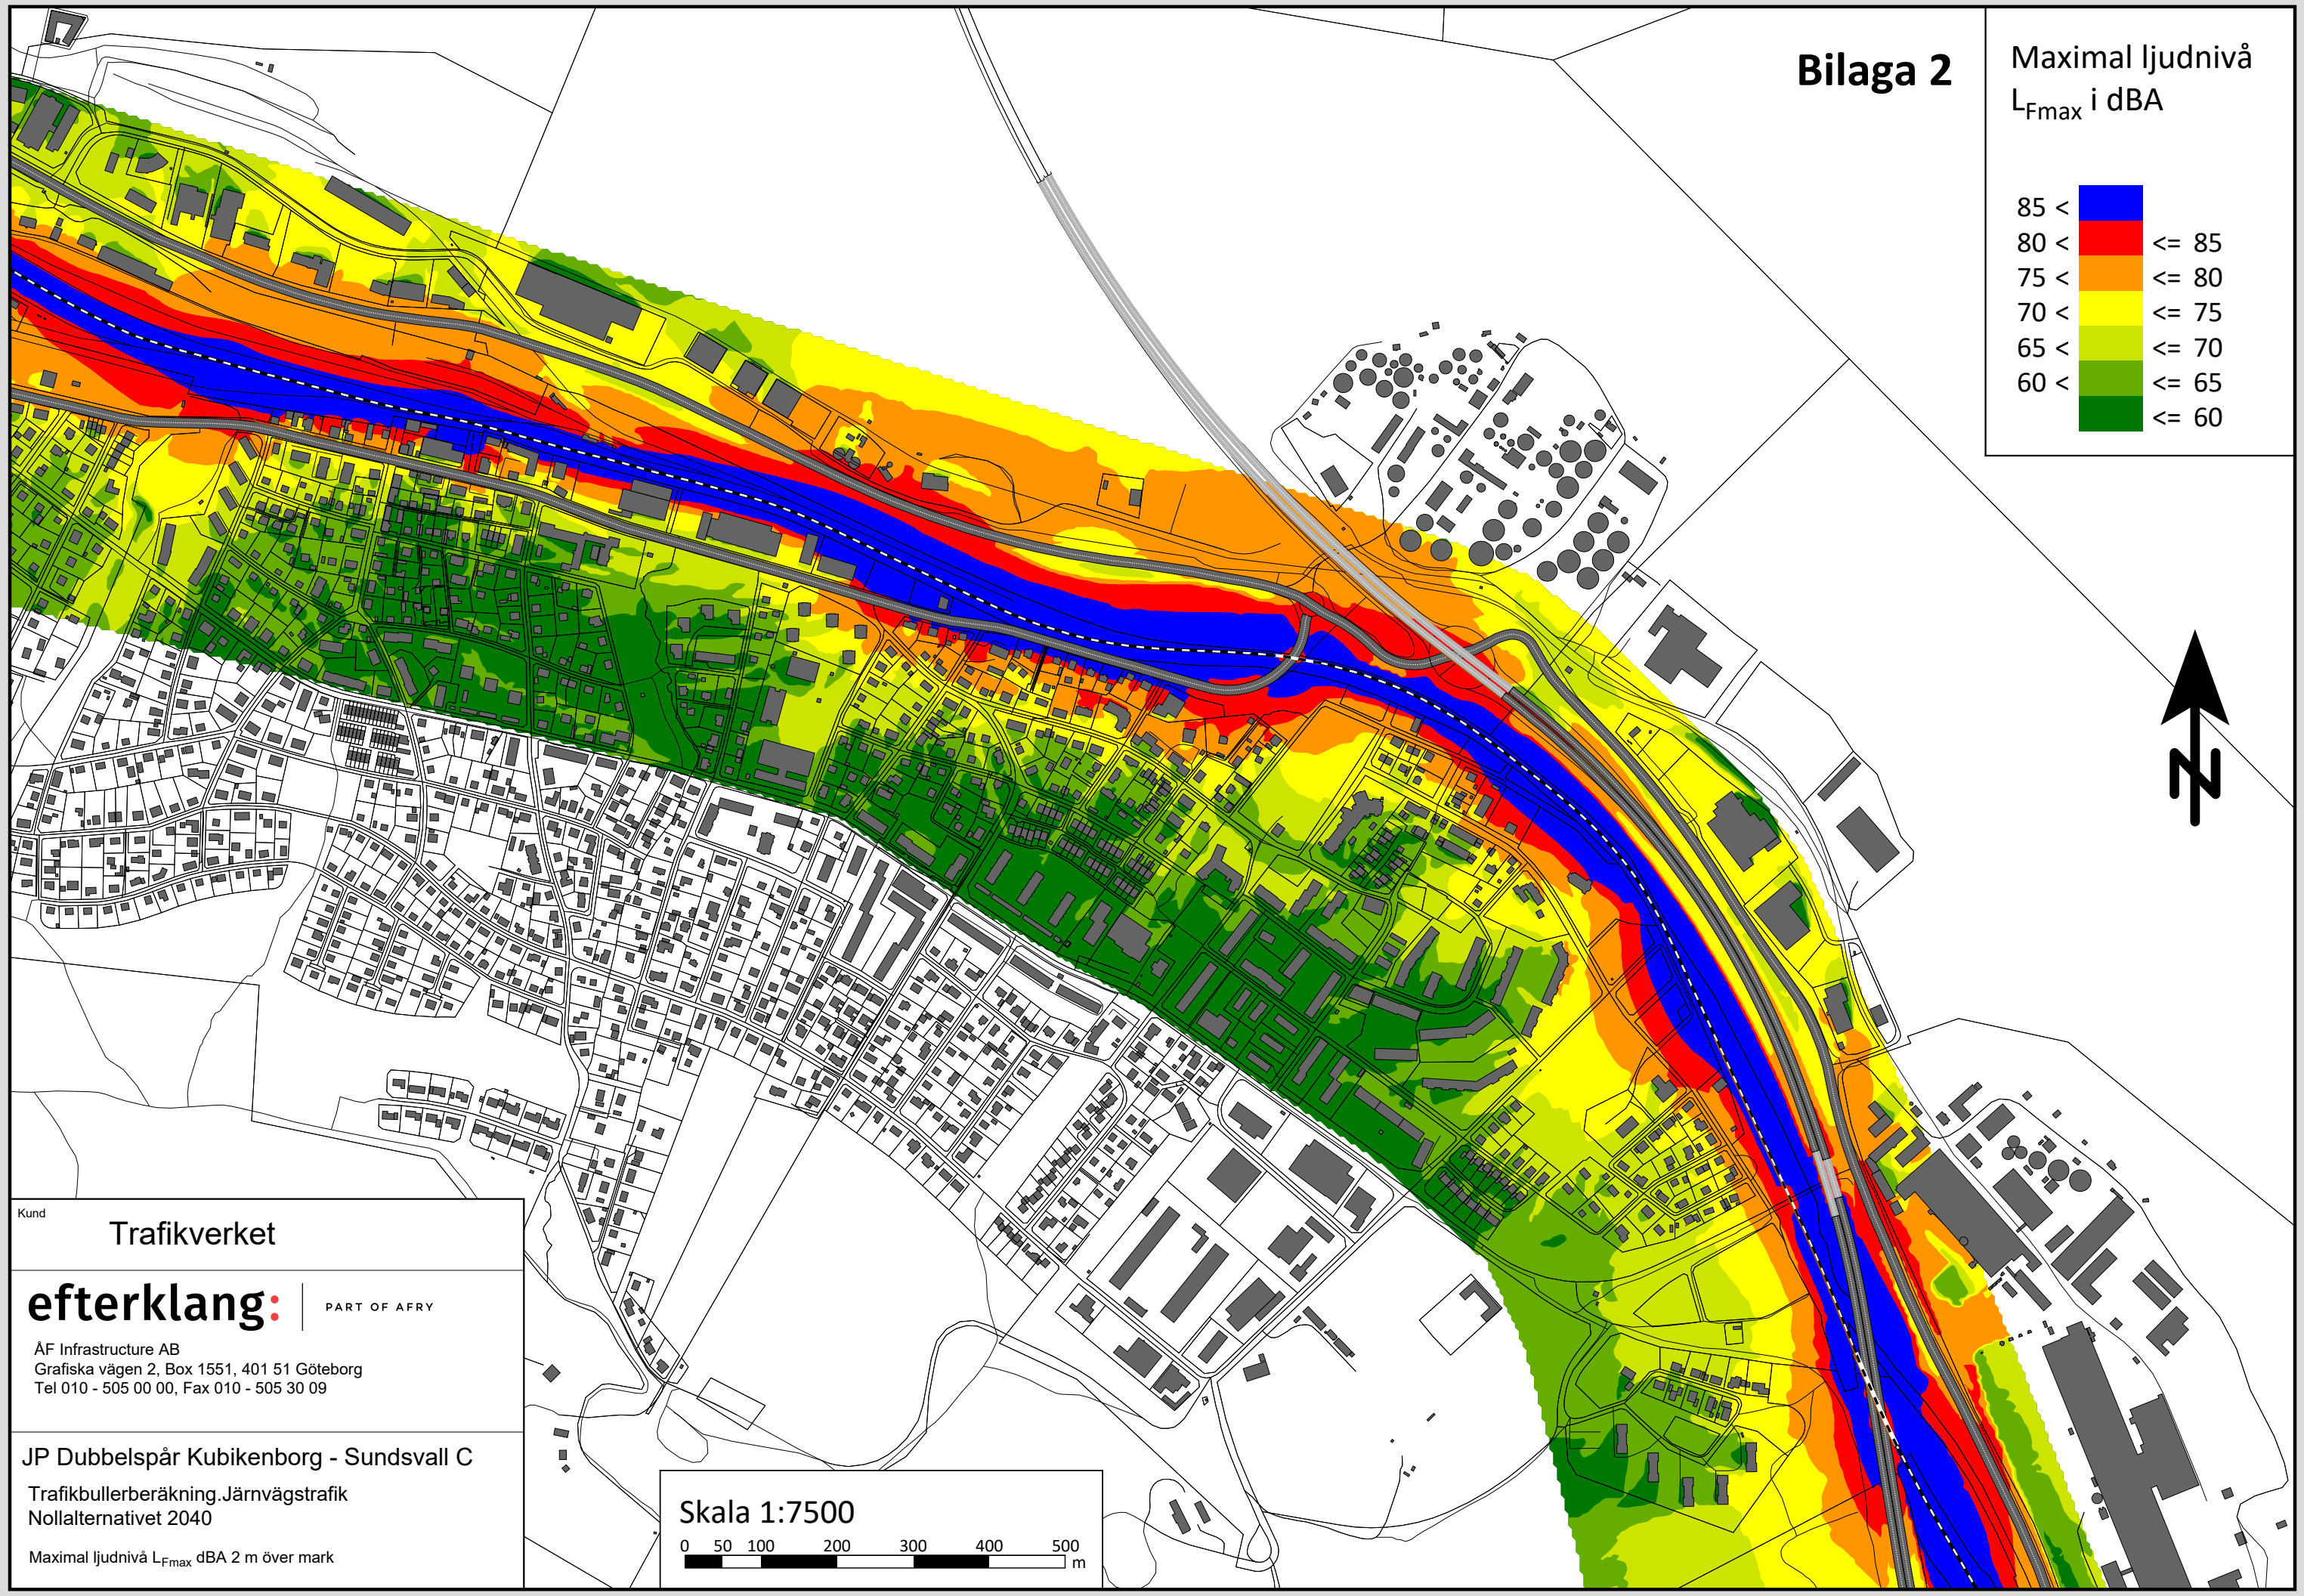 Bilaga 2
Maximal ljudnivå
LFmax i dBA
85 <
80 < <= 85
75 < <= 80
70 < <= 75
65 < <= 70
60 < <= 65
<= 60
N
Kund
Trafikverket
efterklang: PART OF AFRY
ÅF Infrastructure AB
Grafiska vägen 2, Box 1551, 401 51 Göteborg
Tel 010 - 505 00 00, Fax 010 - 505 30 09
JP Dubbelspår Kubikenborg - Sundsvall C
Trafikbullerberäkning.Järnvägstrafik
Nollalternativet 2040
Maximal ljudnivå LFmax dBA 2 m över mark
Skala 1:7500
0 50 100 200 300 400 500
m